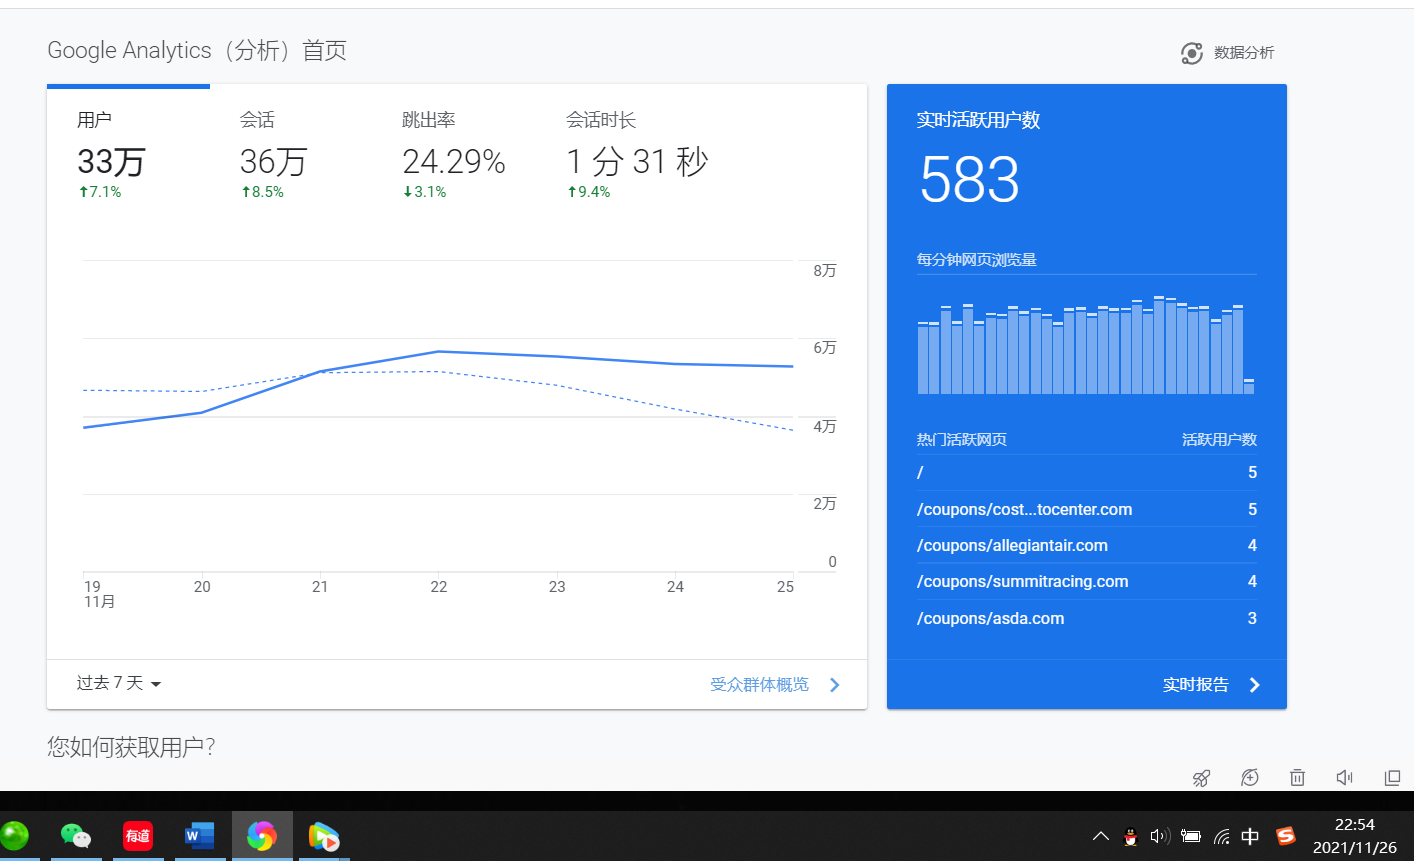 Google Analytics（分析）首页
数据分析
用户
33万
↑7.1%
会话
36万
↑8.5%
跳出率
24.29%
↓3.1%
会话时长
1 分 31 秒
↑9.4%
8万
6万
4万
2万
0
19 20 21 22 23 24 25
11月
过去 7 天
受众群体概览
实时活跃用户数
583
每分钟网页浏览量
热门活跃网页 活跃用户数
/ 5
/coupons/cost...tocenter.com 5
/coupons/allegiantair.com 4
/coupons/summitracing.com 4
/coupons/asda.com 3
实时报告
您如何获取用户？
有道
W
中
S
22:54
2021/11/26